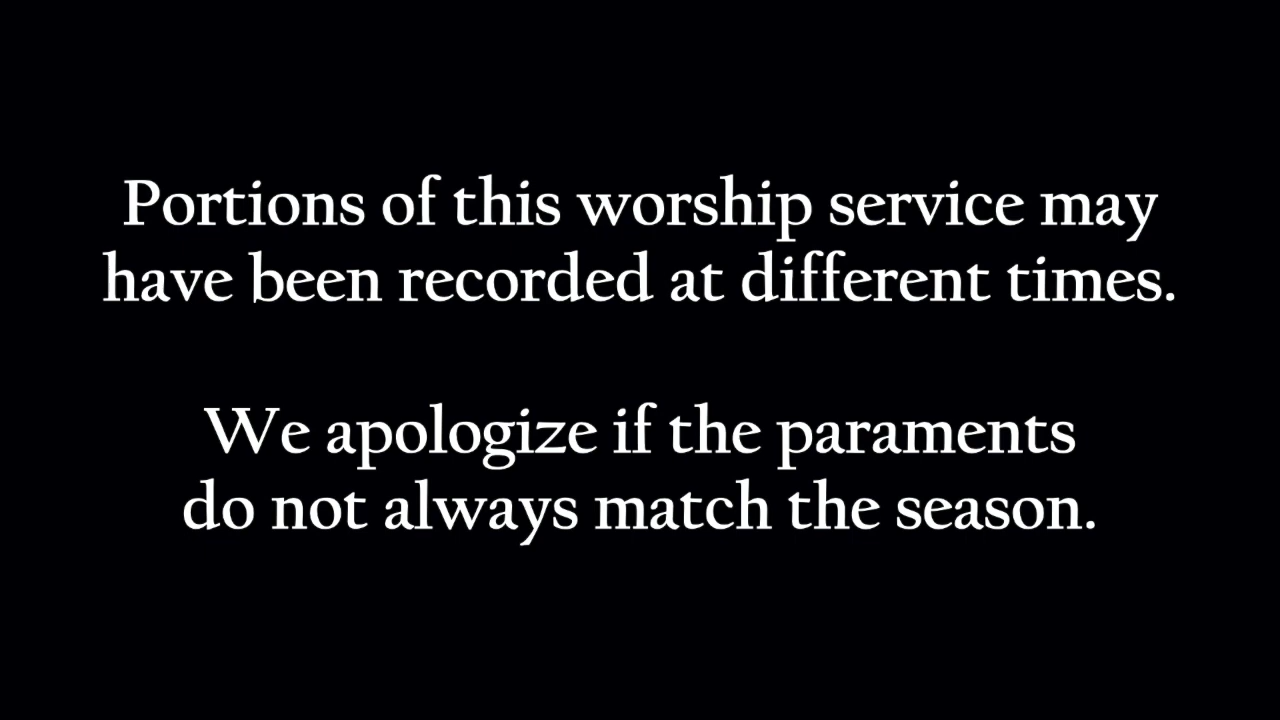 Portions of this worship service may
have been recorded at different times.
We apologize if the paraments
do not always match the season.